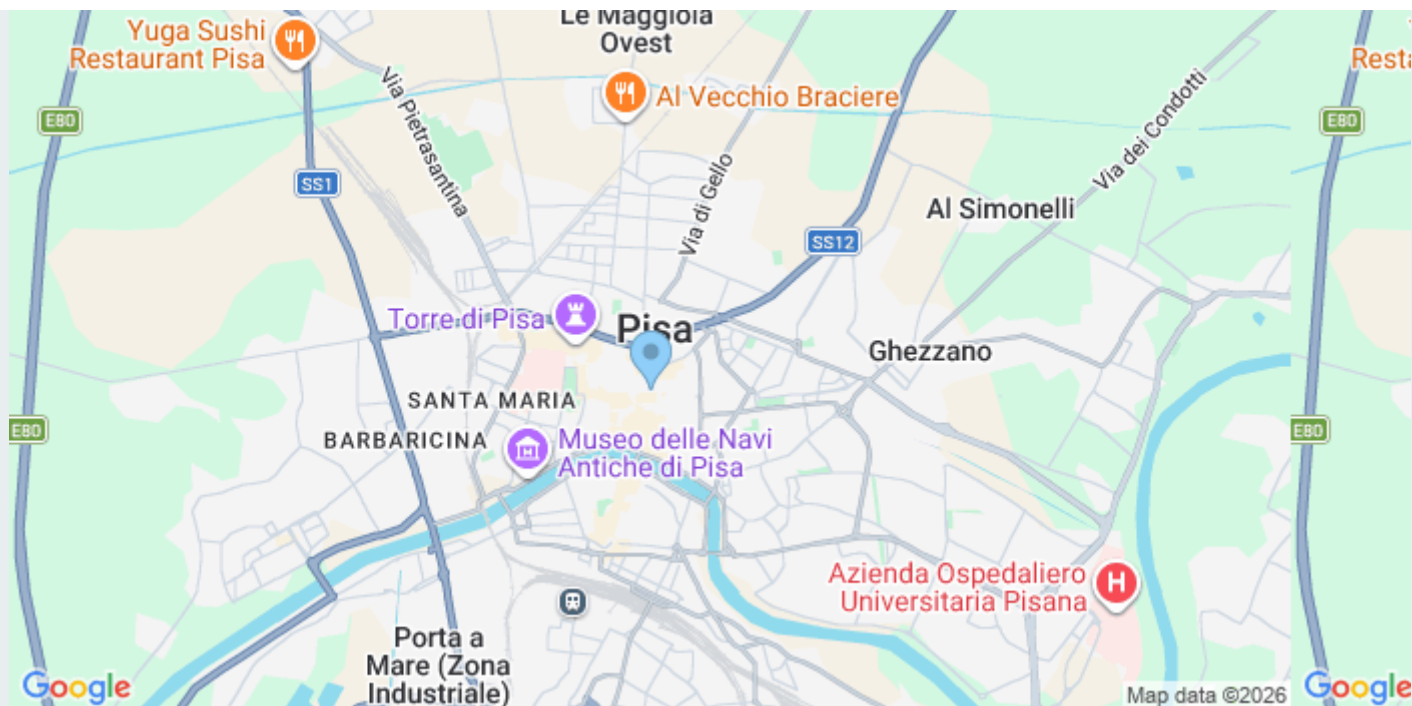 Le Maggiola
Ovest
Yuga Sushi
Restaurant Pisa
Al Vecchio Braciere
E80
E80
Resta
Via Pietrasantina
Via dei Condotti
Via di Gello
SS1
Al Simonelli
SS12
Torre di Pisa
Pisa
Ghezzano
SANTA MARIA
BARBARICINA
E80
E80
Museo delle Navi
Antiche di Pisa
Azienda Ospedaliero
Universitaria Pisana
H
Porta a
Mare (Zona
Industriale)
Google
Map data ©2026
Google